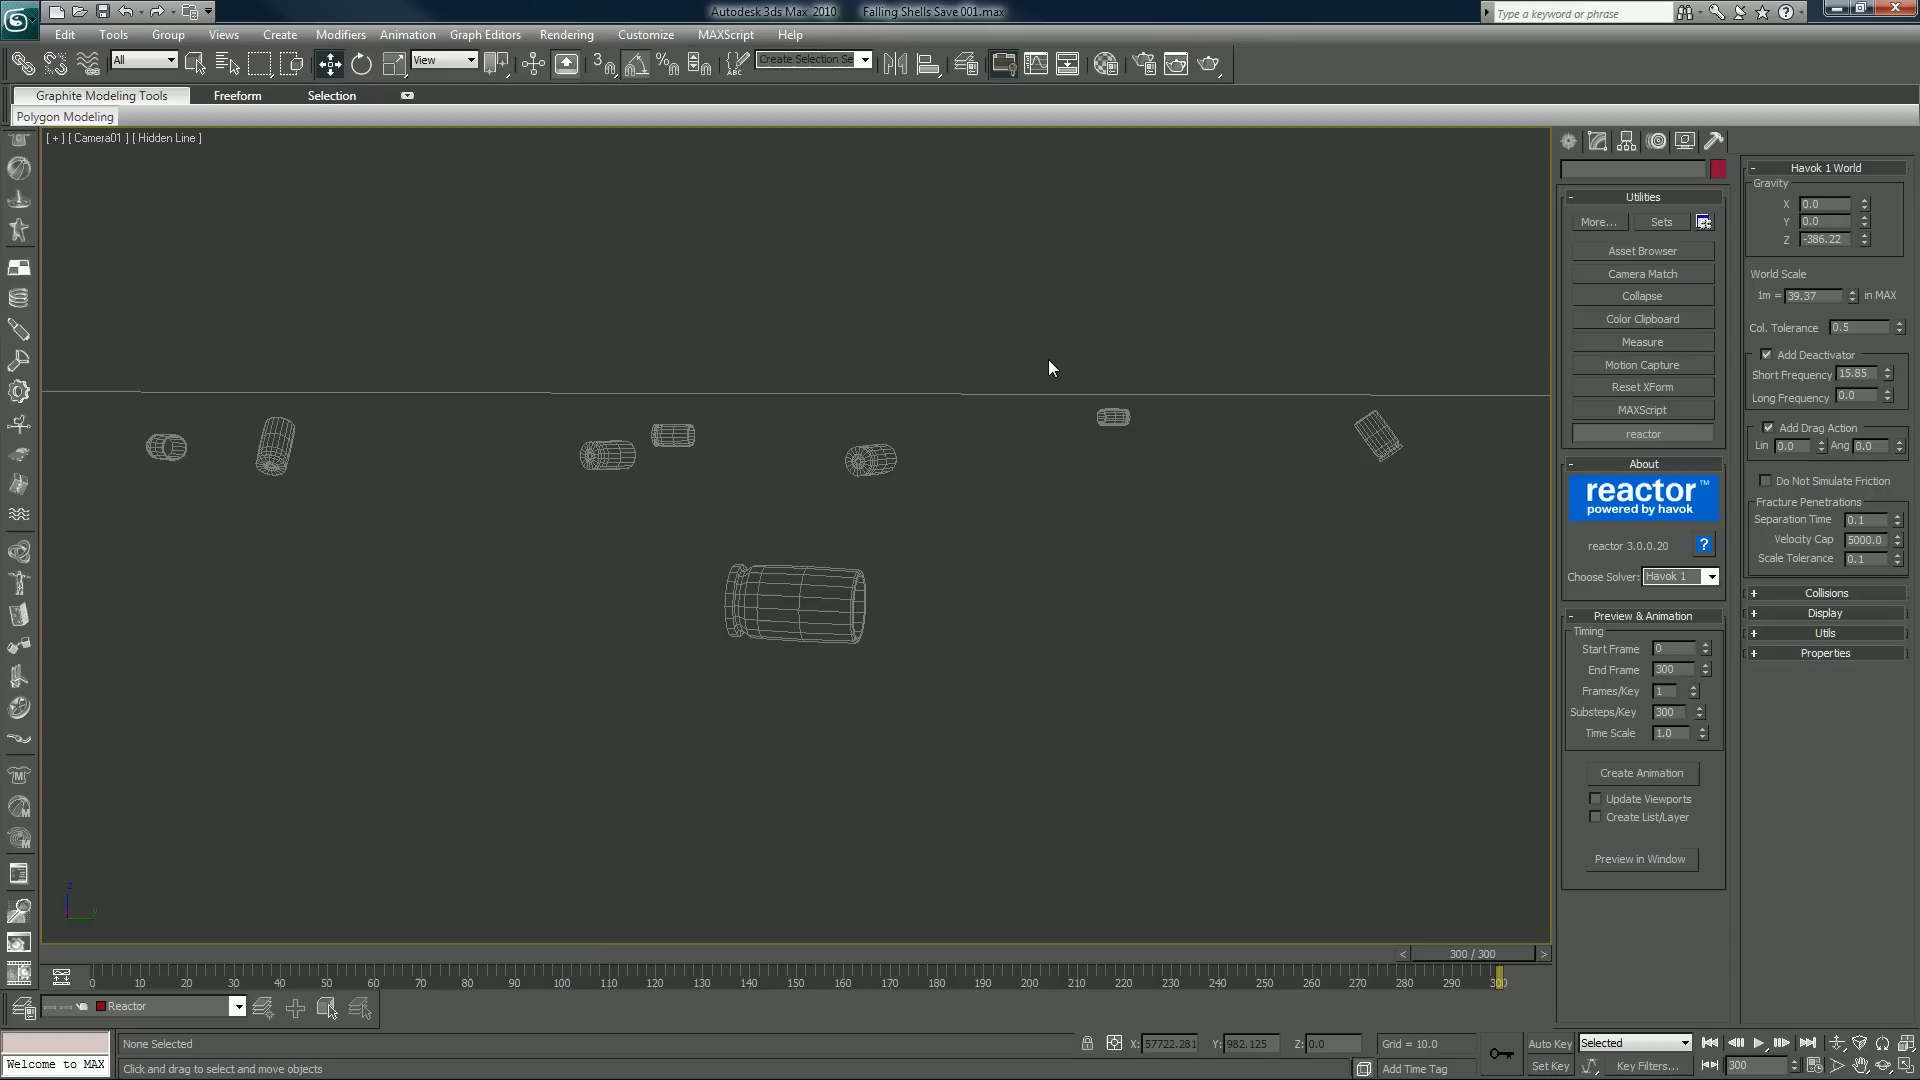 Autodesk 3ds Max 2010 Falling Shells Save 001.max
Type a keyword or phrase
Edit Tools Group Views Create Modifiers Animation Graph Editors Rendering Customize MAXScript Help
All View Create Selection Se
Graphite Modeling Tools Freeform Selection
Polygon Modeling
[ + ] [ Camera01 ] [ Hidden Line ]
Utilities
More... Sets
Asset Browser
Camera Match
Collapse
Color Clipboard
Measure
Motion Capture
Reset XForm
MAXScript
reactor
About
reactor™
powered by havok
reactor 3.0.0.20 ?
Choose Solver: Havok 1
Preview & Animation
Timing
Start Frame 0
End Frame 300
Frames/Key 1
Substeps/Key 300
Time Scale 1.0
Create Animation
Update Viewports
Create List/Layer
Preview in Window
Havok 1 World
Gravity
X 0.0
Y 0.0
Z -386.22
World Scale
1m = 39.37 in MAX
Col. Tolerance 0.5
Add Deactivator
Short Frequency 15.85
Long Frequency 0.0
Add Drag Action
Lin 0.0 Ang 0.0
Do Not Simulate Friction
Fracture Penetrations
Separation Time 0.1
Velocity Cap 5000.0
Scale Tolerance 0.1
Collisions
Display
Utils
Properties
z
y
< 300 / 300 >
0 10 20 30 40 50 60 70 80 90 100 110 120 130 140 150 160 170 180 190 200 210 220 230 240 250 260 270 280 290 300
Reactor
None Selected X: 57722.281 Y: 982.125 Z: 0.0 Grid = 10.0 Auto Key Selected
Welcome to MAX Click and drag to select and move objects Add Time Tag Set Key Key Filters... 300